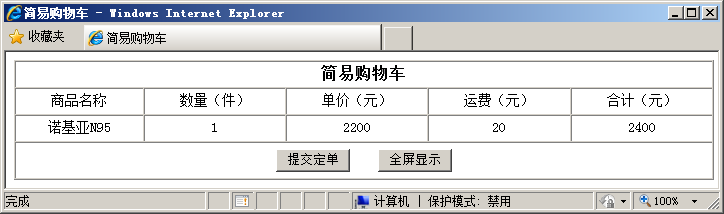 简易购物车 - Windows Internet Explorer
收藏夹 简易购物车
简易购物车
商品名称 数量（件） 单价（元） 运费（元） 合计（元）
诺基亚N95 1 2200 20 2400
提交定单 全屏显示
完成 计算机 | 保护模式: 禁用 100%